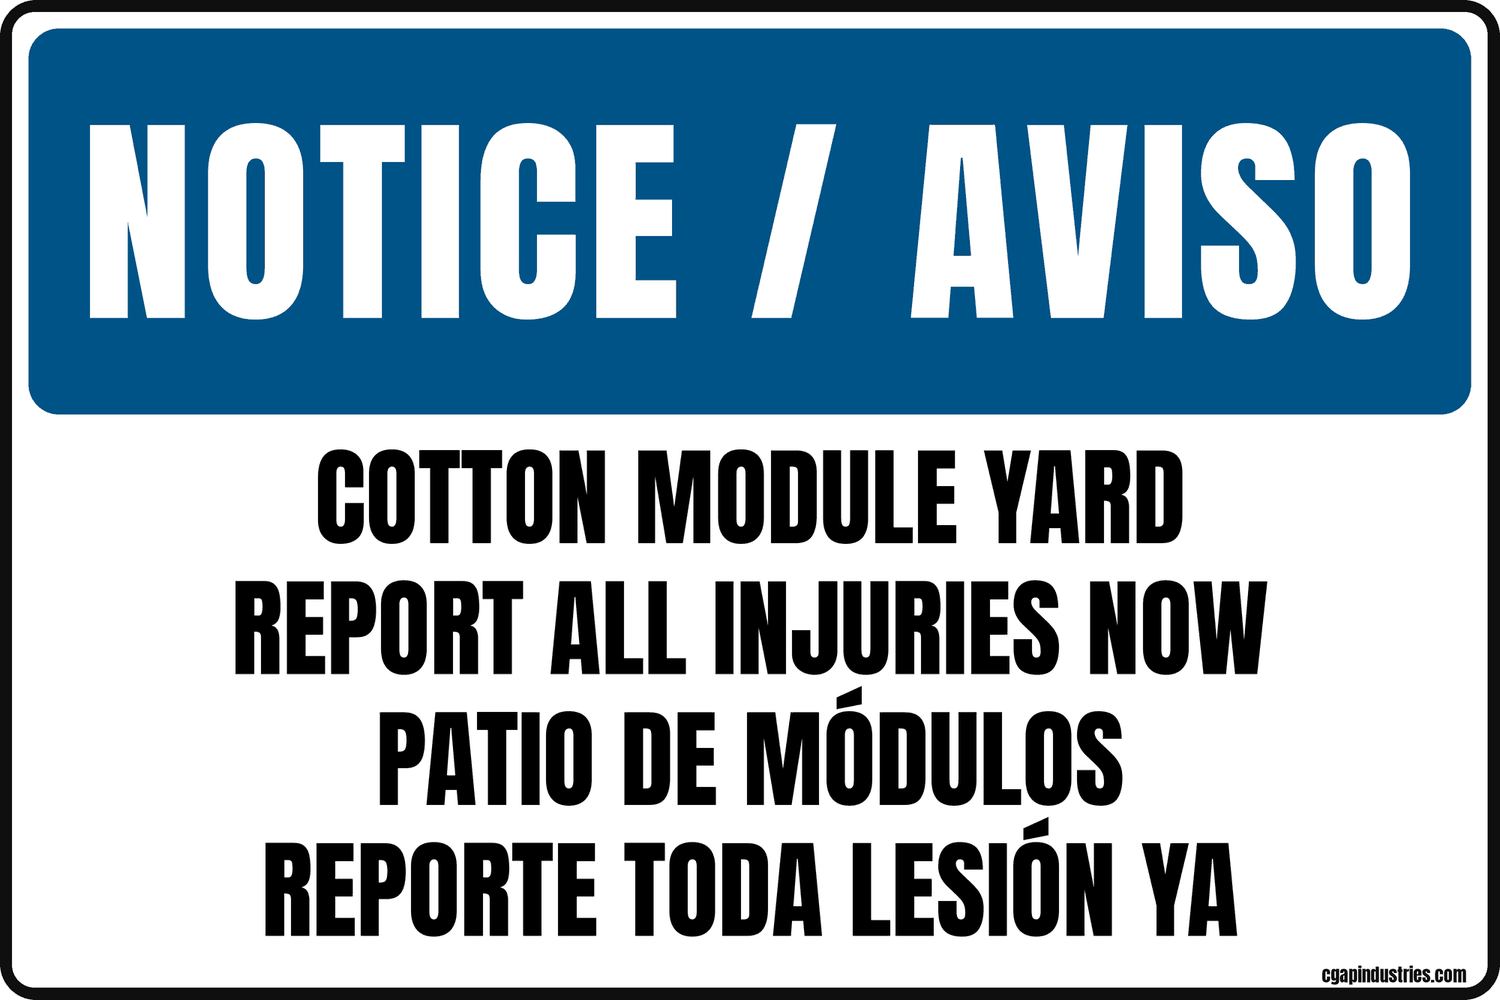 NOTICE / AVISO
COTTON MODULE YARD
REPORT ALL INJURIES NOW
PATIO DE MÓDULOS
REPORTE TODA LESIÓN YA
cgapindustries.com